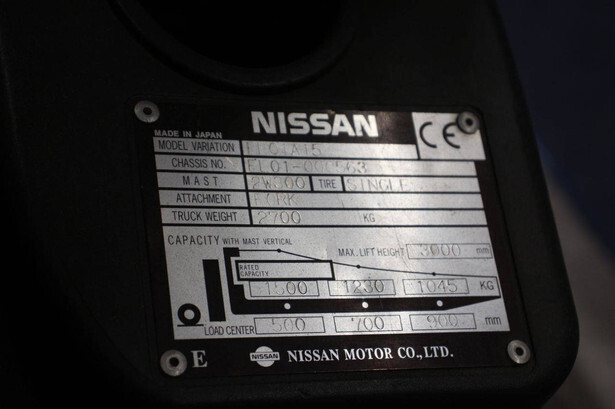 NISSAN
CE
MADE IN JAPAN
MODEL VARIATION
CHASSIS NO.
MAST 2W300 TIRE SINGLE
ATTACHMENT FORK
TRUCK WEIGHT 2700 KG
CAPACITY WITH MAST VERTICAL
MAX. LIFT HEIGHT 3000 mm
RATED
CAPACITY
1500 1230 1045 KG
LOAD CENTER 500 700 900 mm
E NISSAN NISSAN MOTOR CO.,LTD.